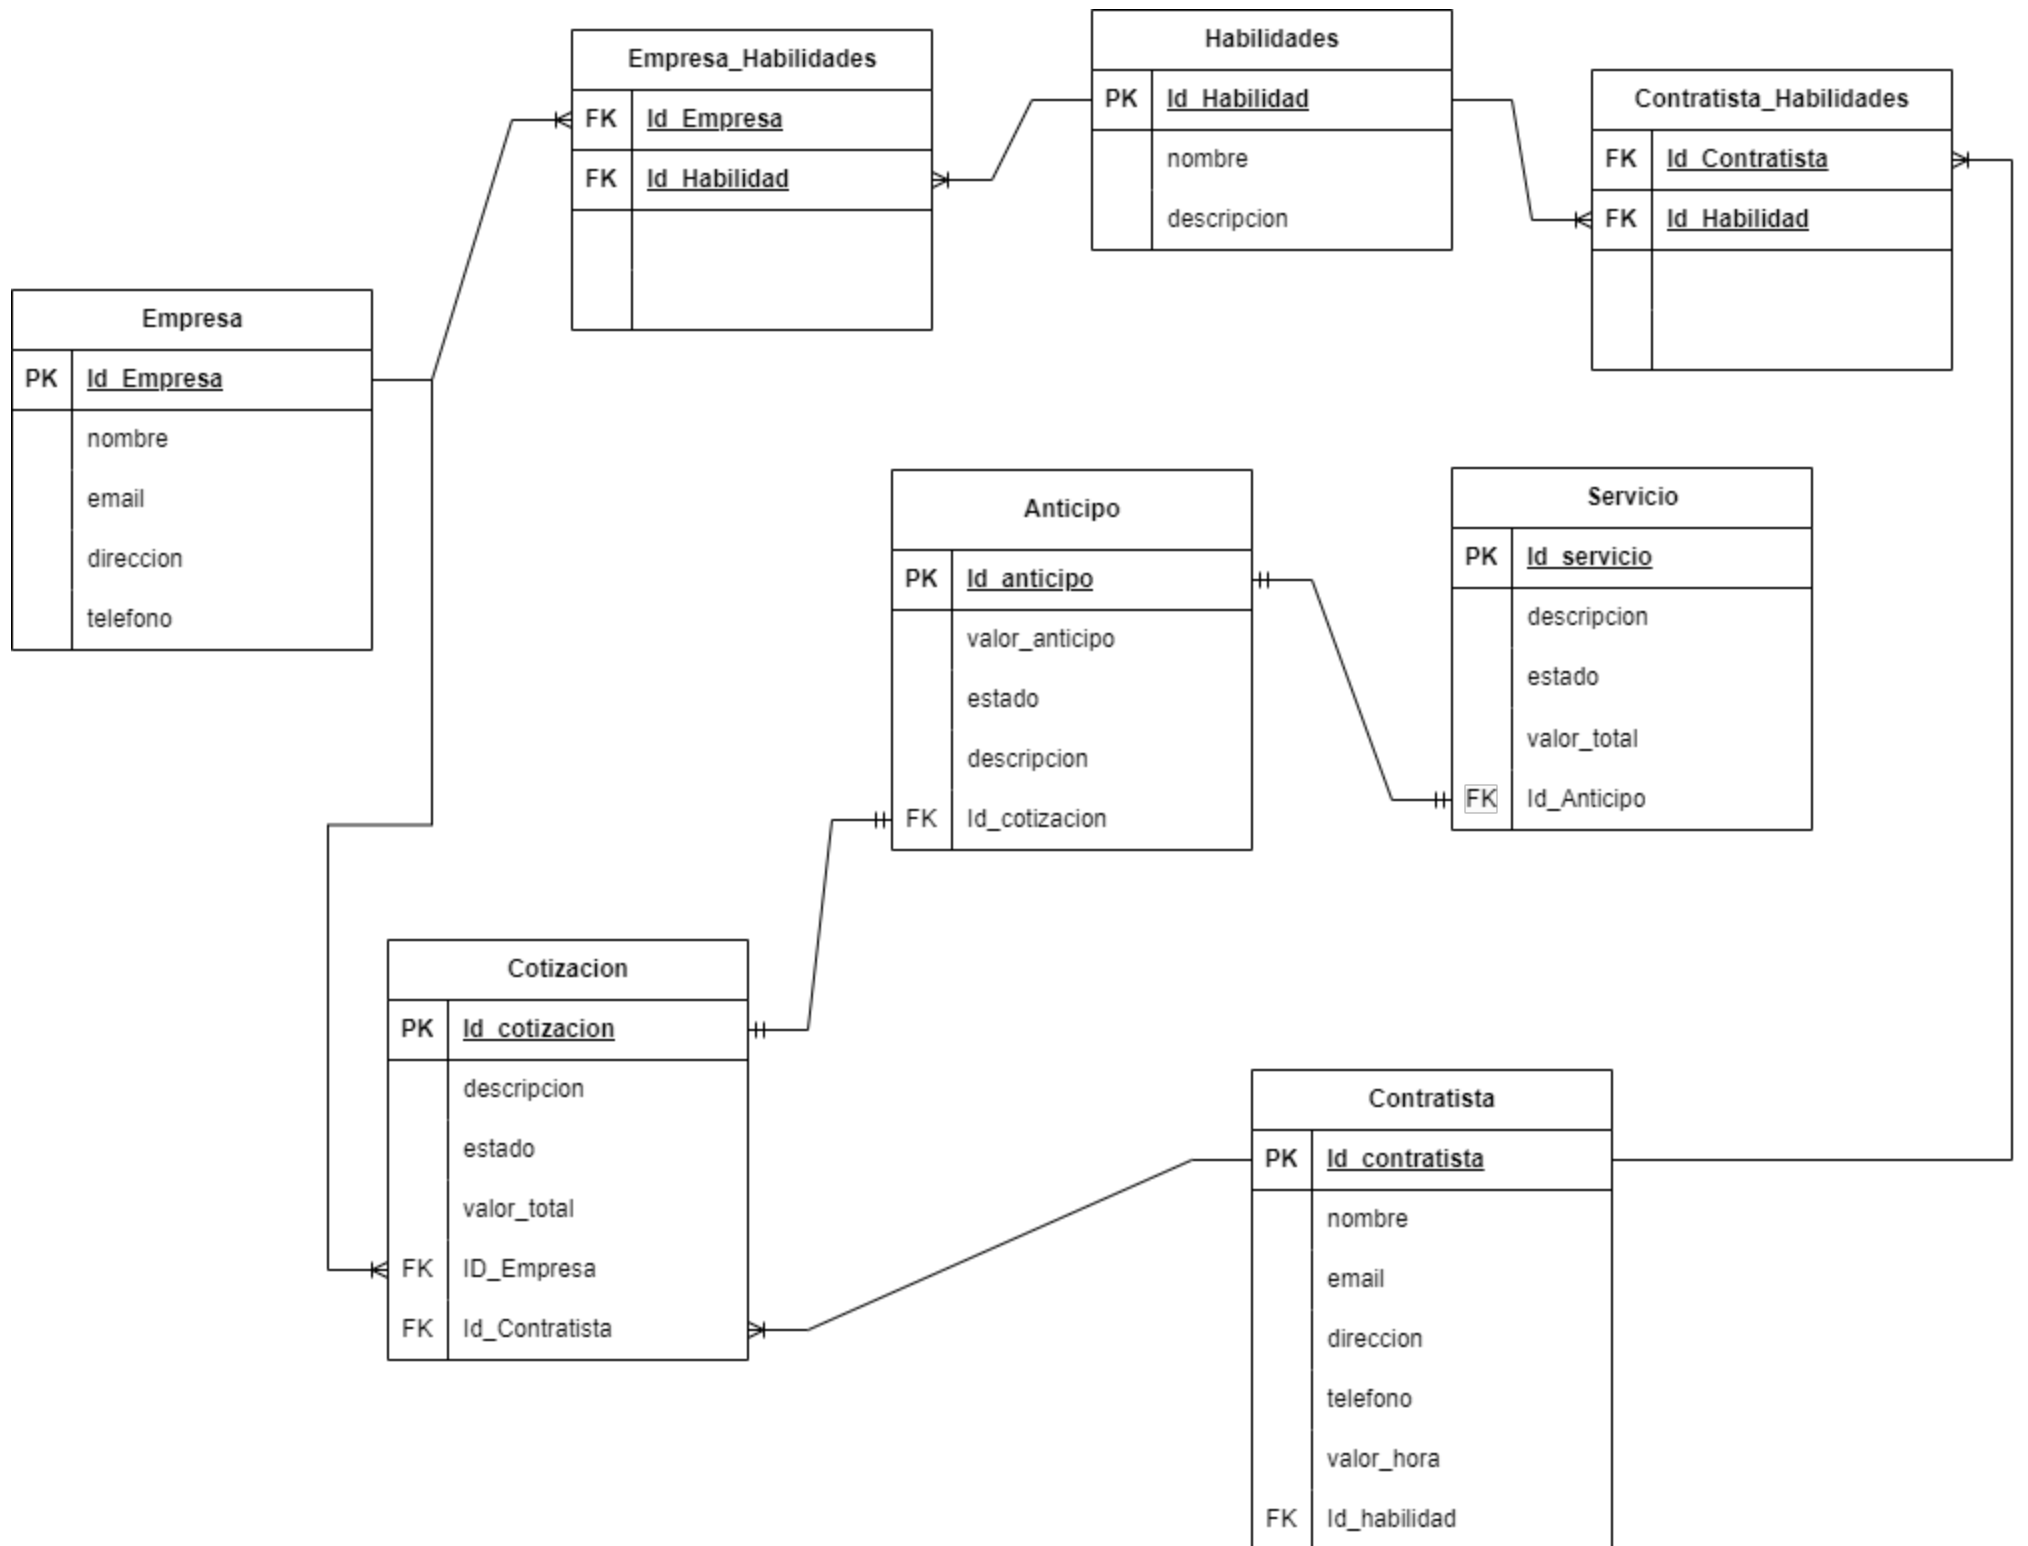 Empresa_Habilidades
FK Id_Empresa
FK Id_Habilidad
Habilidades
PK Id_Habilidad
nombre
descripcion
Contratista_Habilidades
FK Id_Contratista
FK Id_Habilidad
Empresa
PK Id_Empresa
nombre
email
direccion
telefono
Anticipo
PK Id_anticipo
valor_anticipo
estado
descripcion
FK Id_cotizacion
Servicio
PK Id_servicio
descripcion
estado
valor_total
FK Id_Anticipo
Cotizacion
PK Id_cotizacion
descripcion
estado
valor_total
FK ID_Empresa
FK Id_Contratista
Contratista
PK Id_contratista
nombre
email
direccion
telefono
valor_hora
FK Id_habilidad